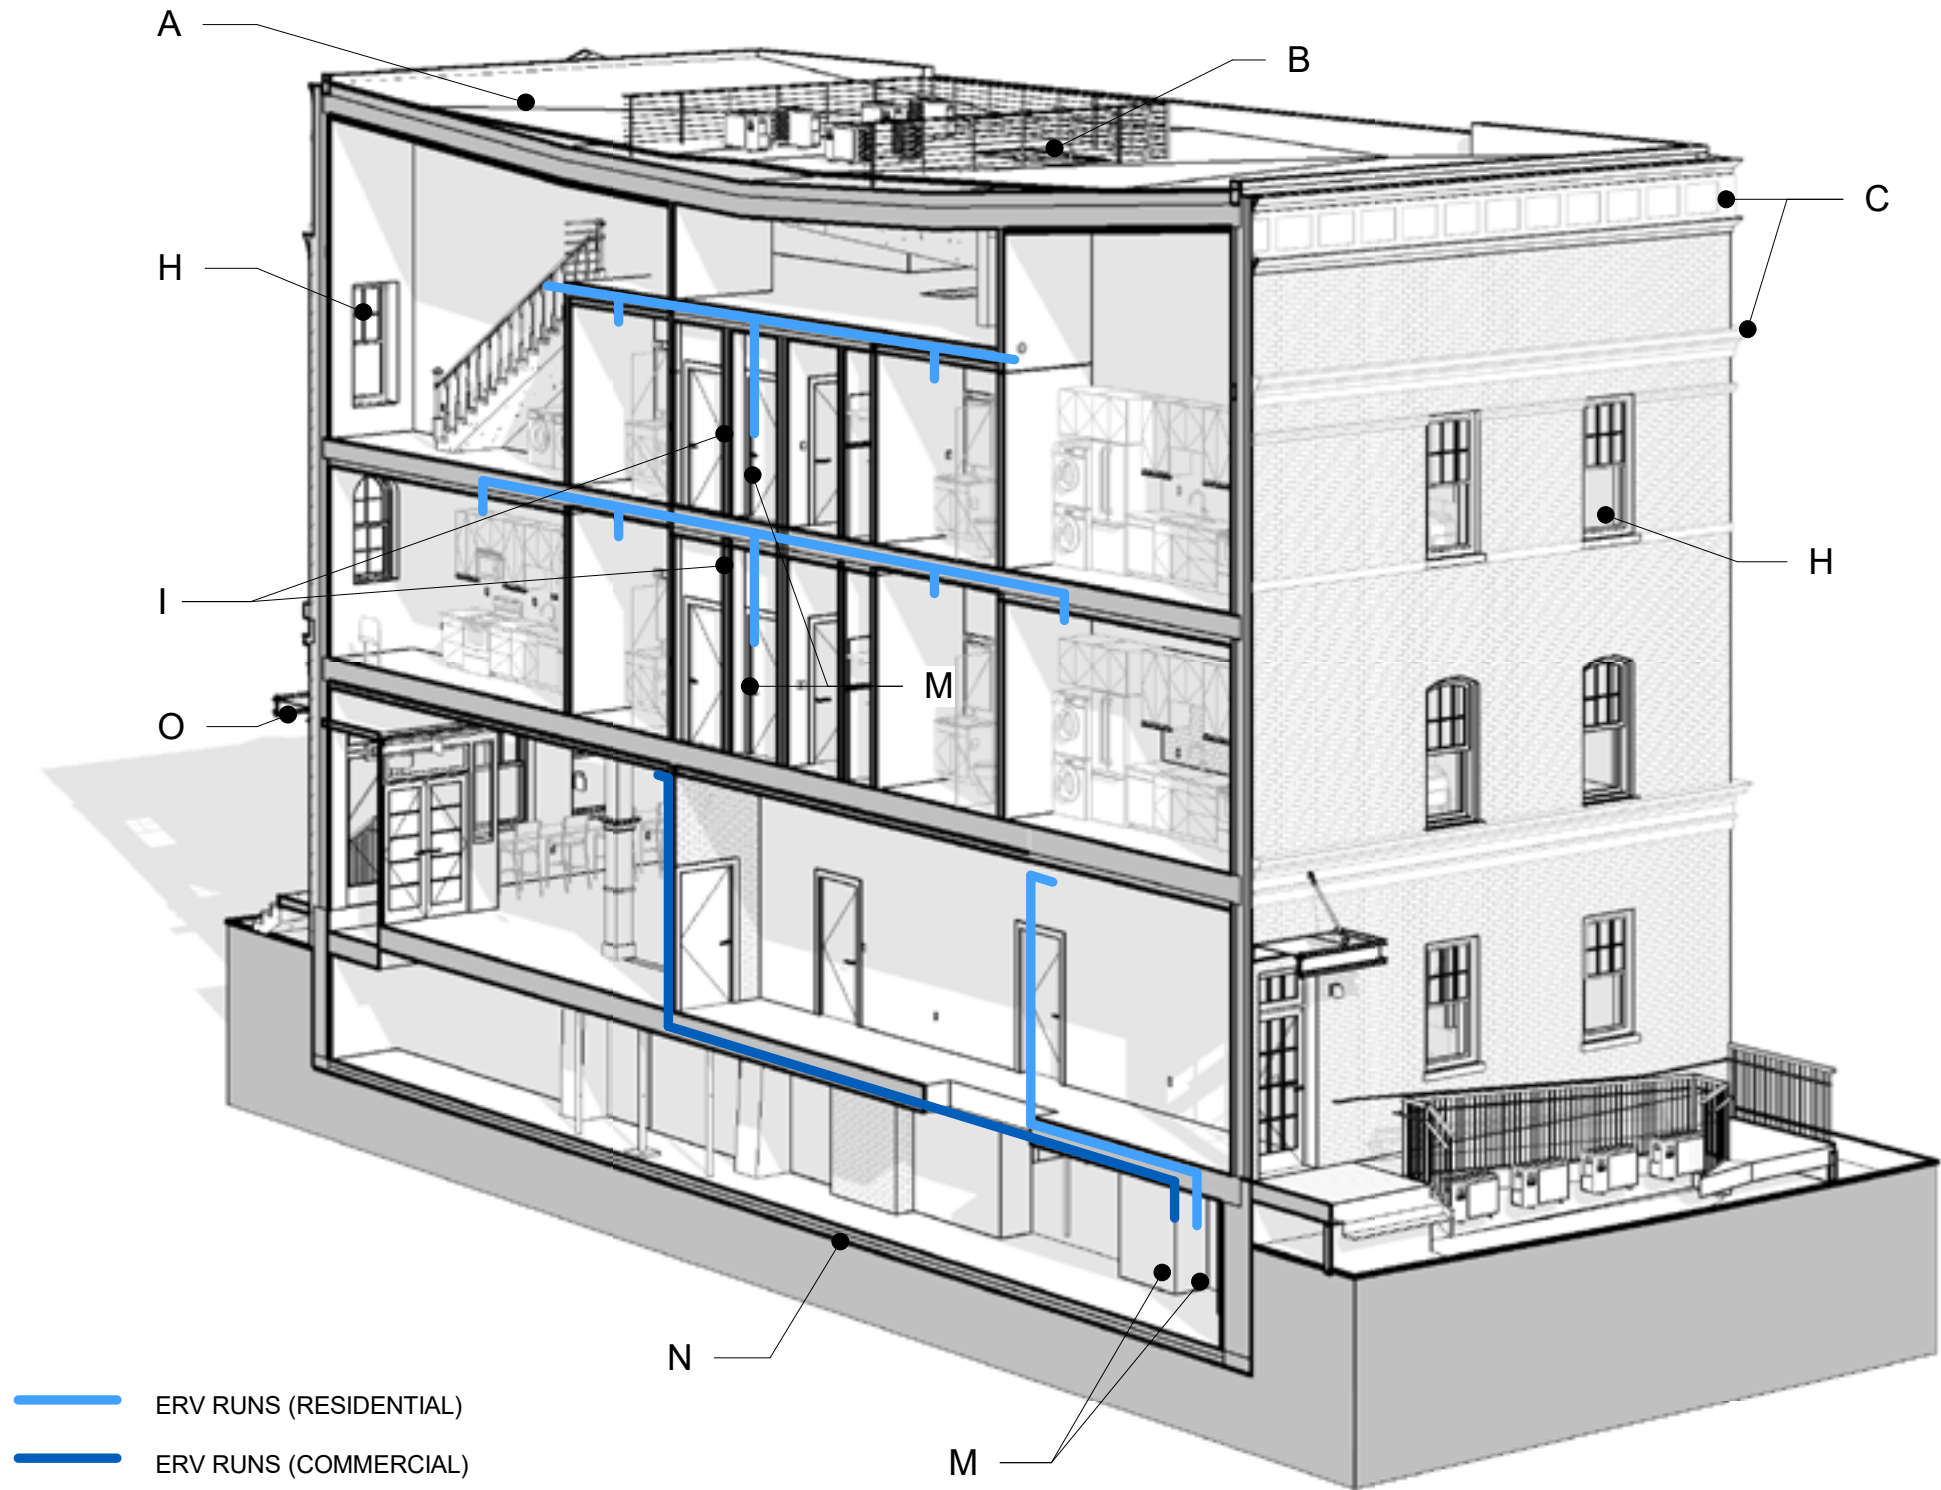 A
B
C
H
H
I
M
O
N
M
ERV RUNS (RESIDENTIAL)
ERV RUNS (COMMERCIAL)